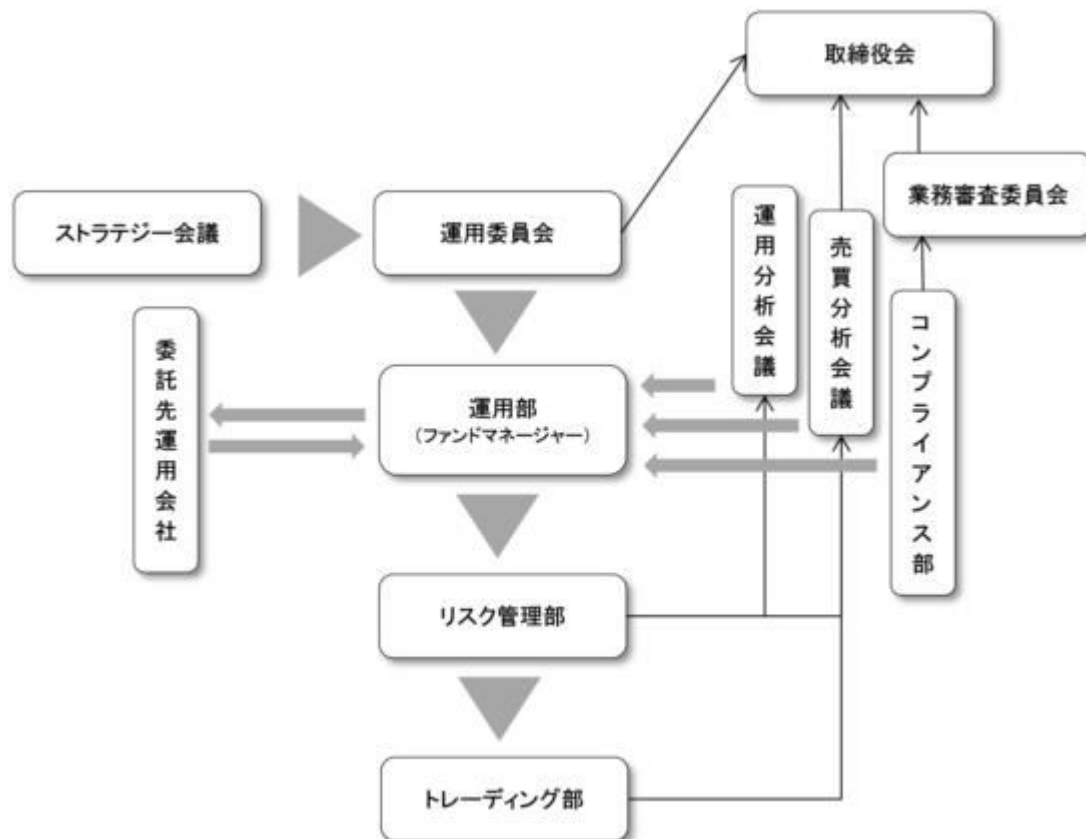 取締役会
業務審査委員会
ストラテジー会議
運用委員会
運用分析会議
売買分析会議
コンプライアンス部
委託先運用会社
運用部
(ファンドマネージャー)
リスク管理部
トレーディング部